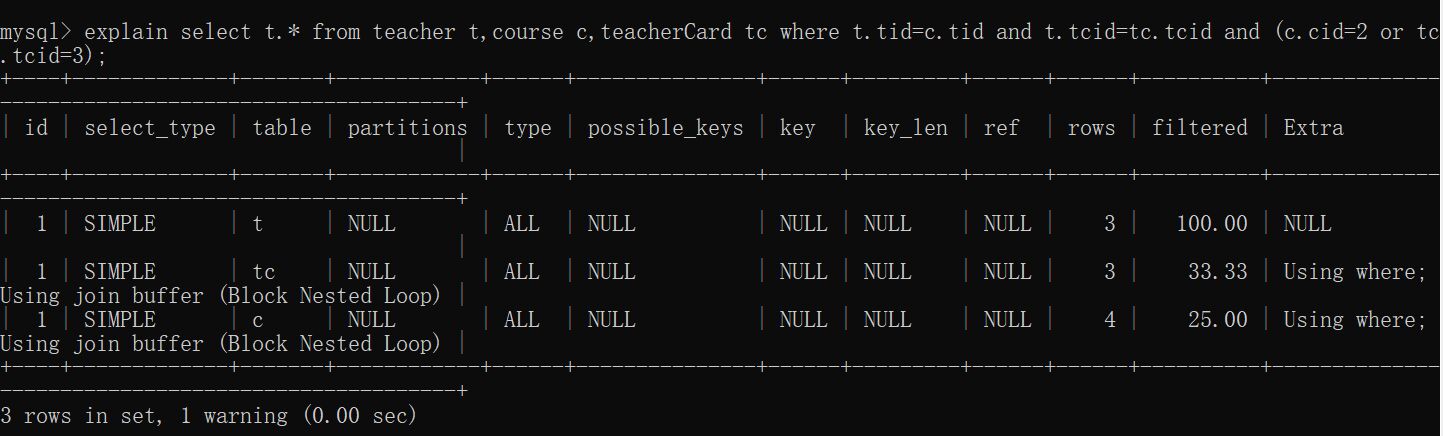 mysql> explain select t.* from teacher t,course c,teacherCard tc where t.tid=c.tid and t.tcid=tc.tcid and (c.cid=2 or tc
.tcid=3);
+----+-------------+-------+------------+------+---------------+------+---------+------+------+----------+--------------
--------------------------------------+
| id | select_type | table | partitions | type | possible_keys | key | key_len | ref | rows | filtered | Extra
|
+----+-------------+-------+------------+------+---------------+------+---------+------+------+----------+--------------
--------------------------------------+
| 1 | SIMPLE | t | NULL | ALL | NULL | NULL | NULL | NULL | 3 | 100.00 | NULL
|
| 1 | SIMPLE | tc | NULL | ALL | NULL | NULL | NULL | NULL | 3 | 33.33 | Using where;
Using join buffer (Block Nested Loop) |
| 1 | SIMPLE | c | NULL | ALL | NULL | NULL | NULL | NULL | 4 | 25.00 | Using where;
Using join buffer (Block Nested Loop) |
+----+-------------+-------+------------+------+---------------+------+---------+------+------+----------+--------------
--------------------------------------+
3 rows in set, 1 warning (0.00 sec)